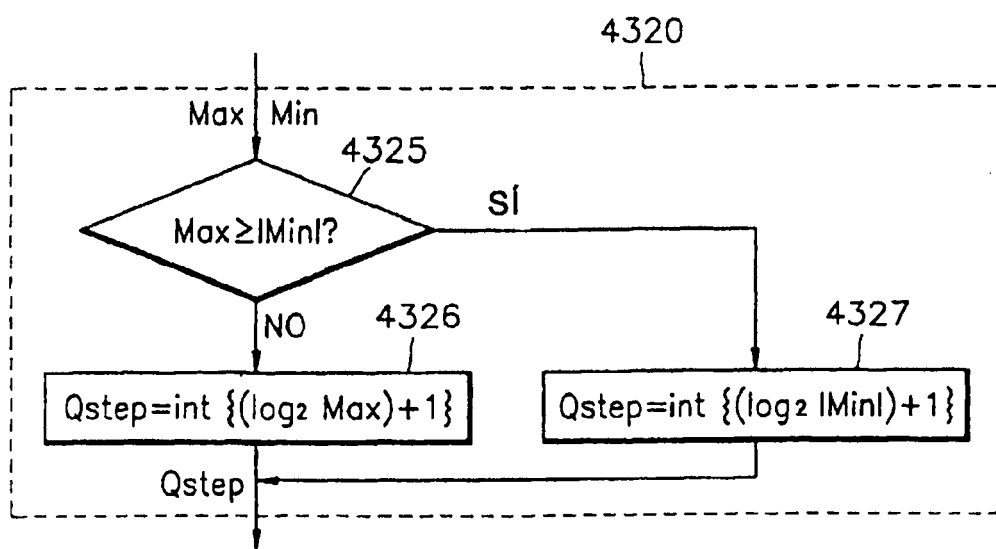 4320
Max Min
4325
SÍ
Max≥|Min|?
NO
4326
4327
Qstep=int {(log2 Max)+1}
Qstep=int {(log2 |Min|)+1}
Qstep